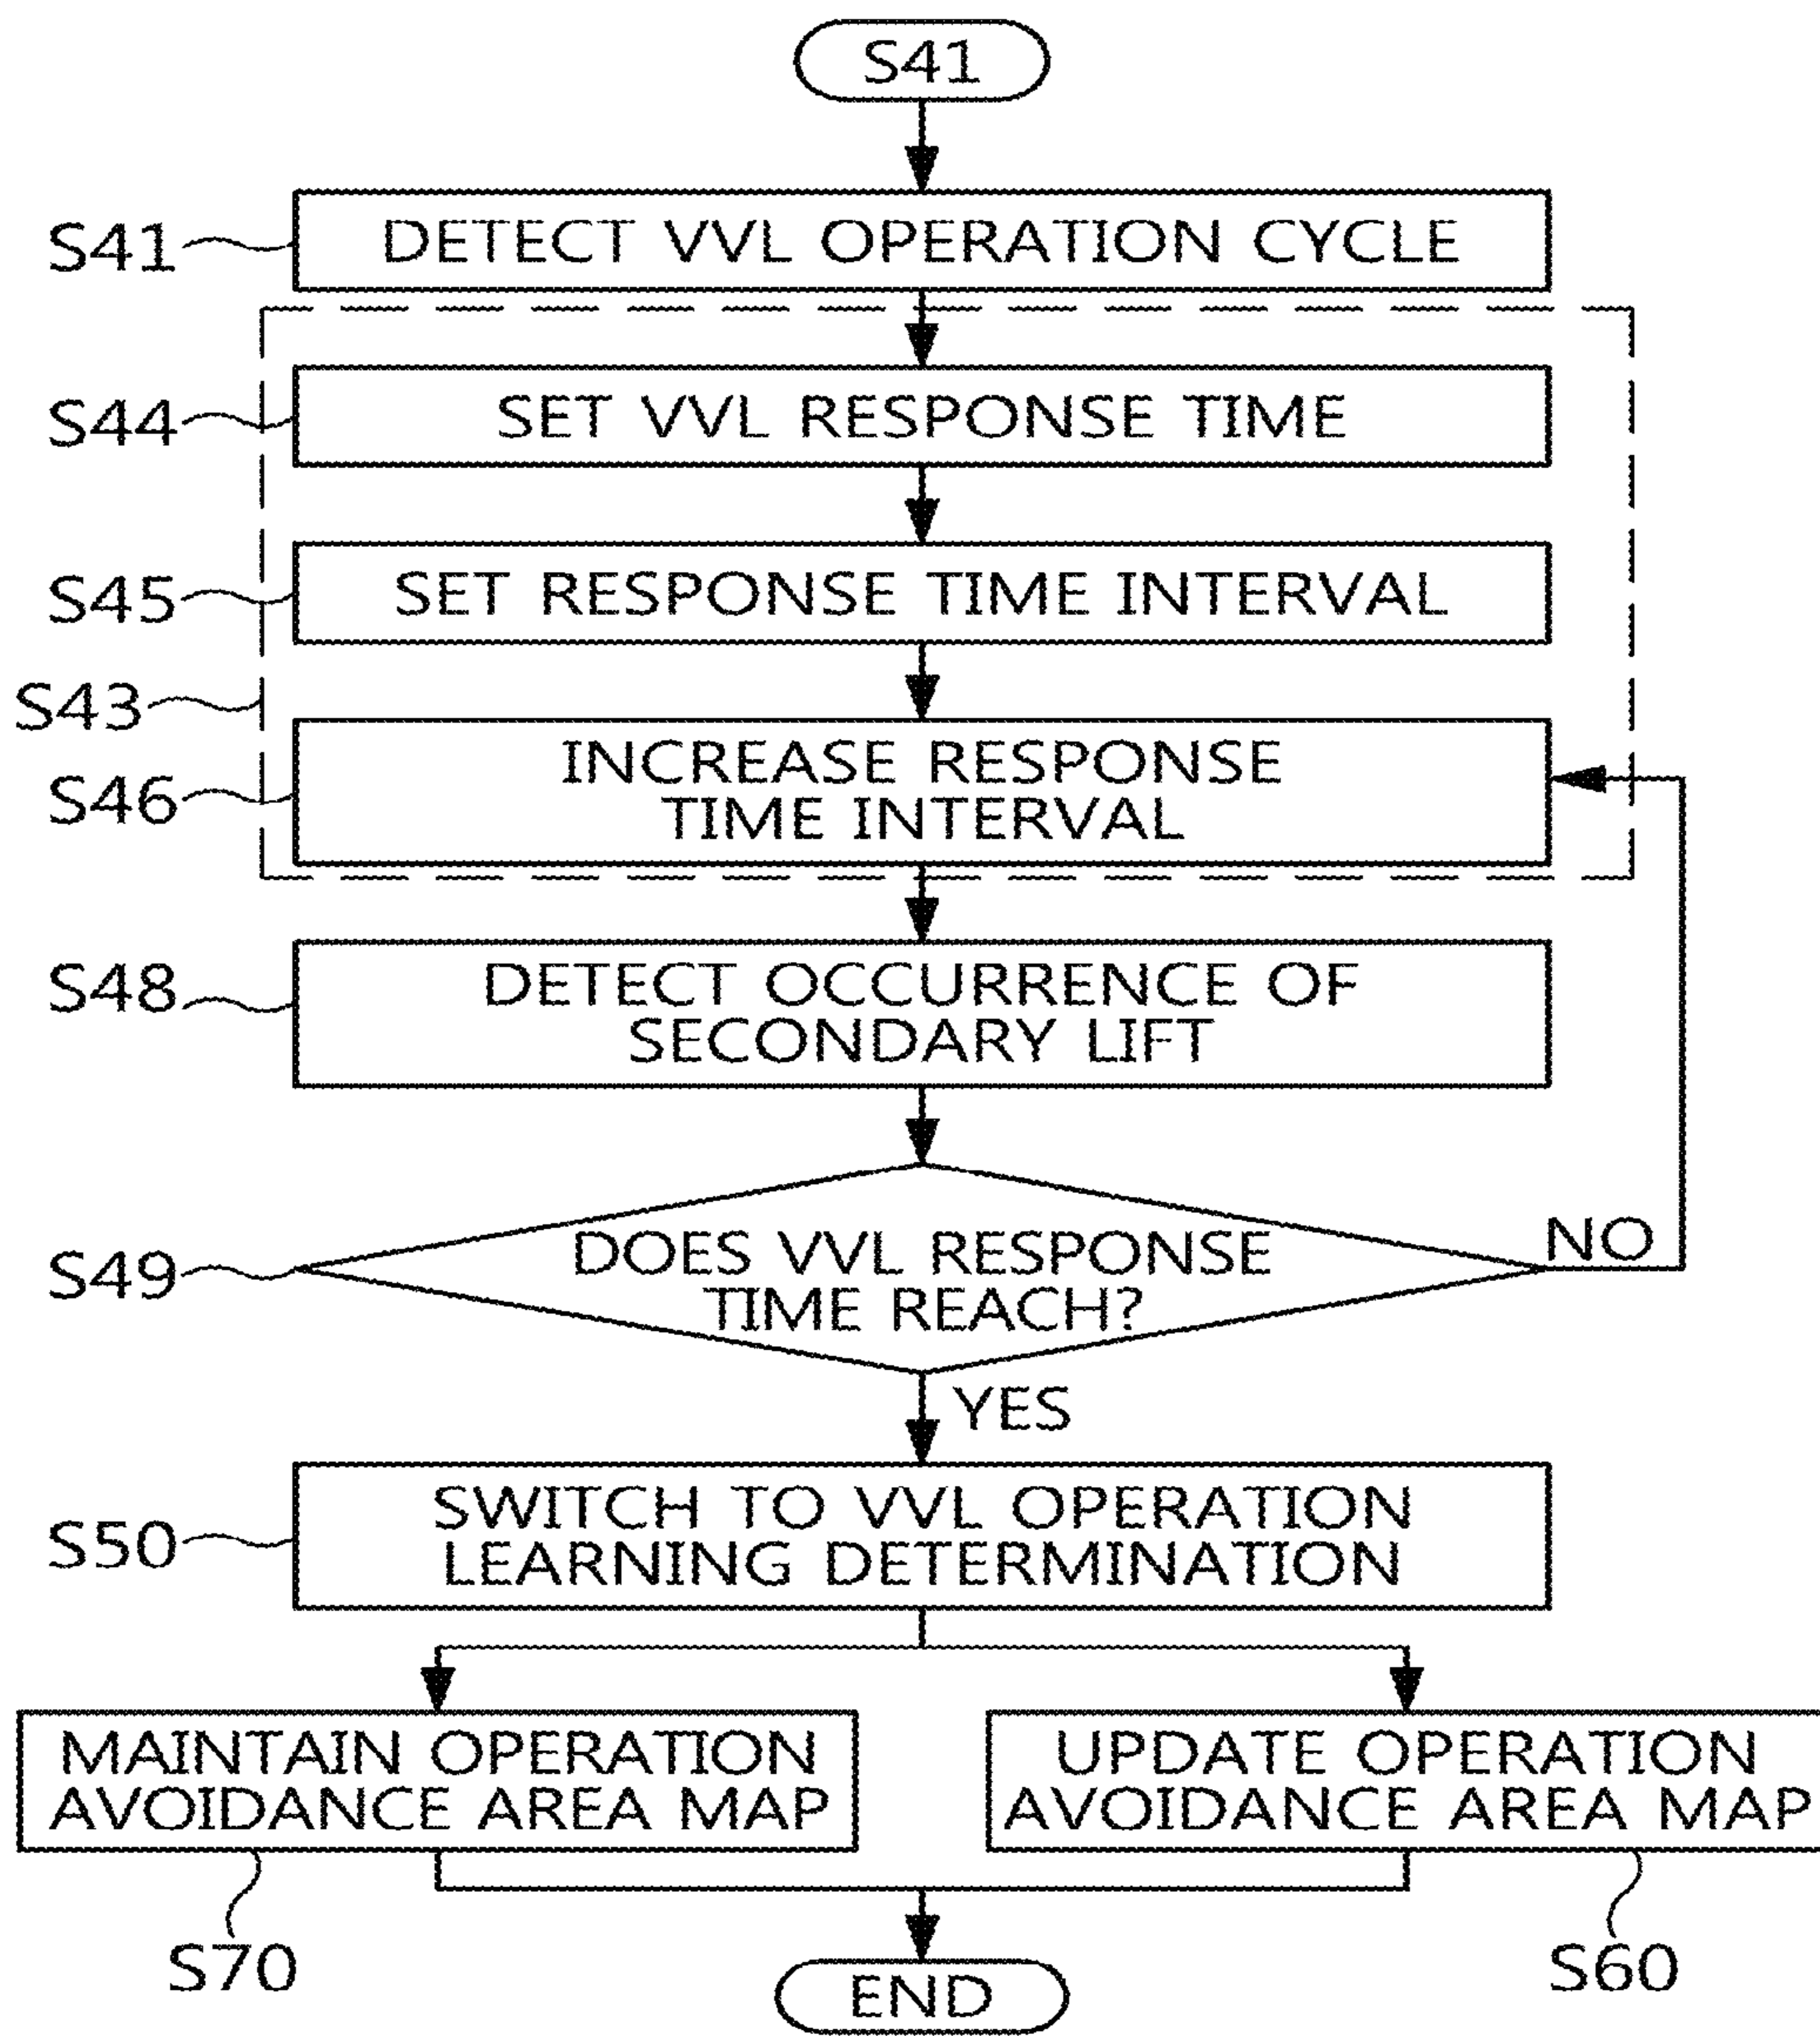 S41
S41
DETECT VVL OPERATION CYCLE
S44
SET VVL RESPONSE TIME
S45
SET RESPONSE TIME INTERVAL
S43
S46
INCREASE RESPONSE
TIME INTERVAL
S48
DETECT OCCURRENCE OF
SECONDARY LIFT
S49
DOES VVL RESPONSE
TIME REACH?
NO
YES
S50
SWITCH TO VVL OPERATION
LEARNING DETERMINATION
MAINTAIN OPERATION
AVOIDANCE AREA MAP
UPDATE OPERATION
AVOIDANCE AREA MAP
S70
S60
END